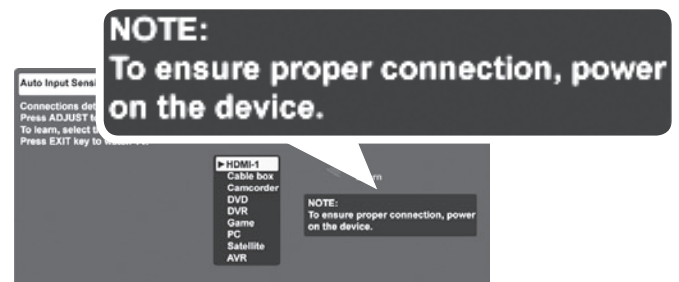 NOTE:
To ensure proper connection, power
on the device.
Auto Input Sensi
Connections det
Press ADJUST t
To learn, select t
Press EXIT key to
HDMI-1
Cable box
Camcorder
DVD
DVR
Game
PC
Satellite
AVR
NOTE:
To ensure proper connection, power
on the device.